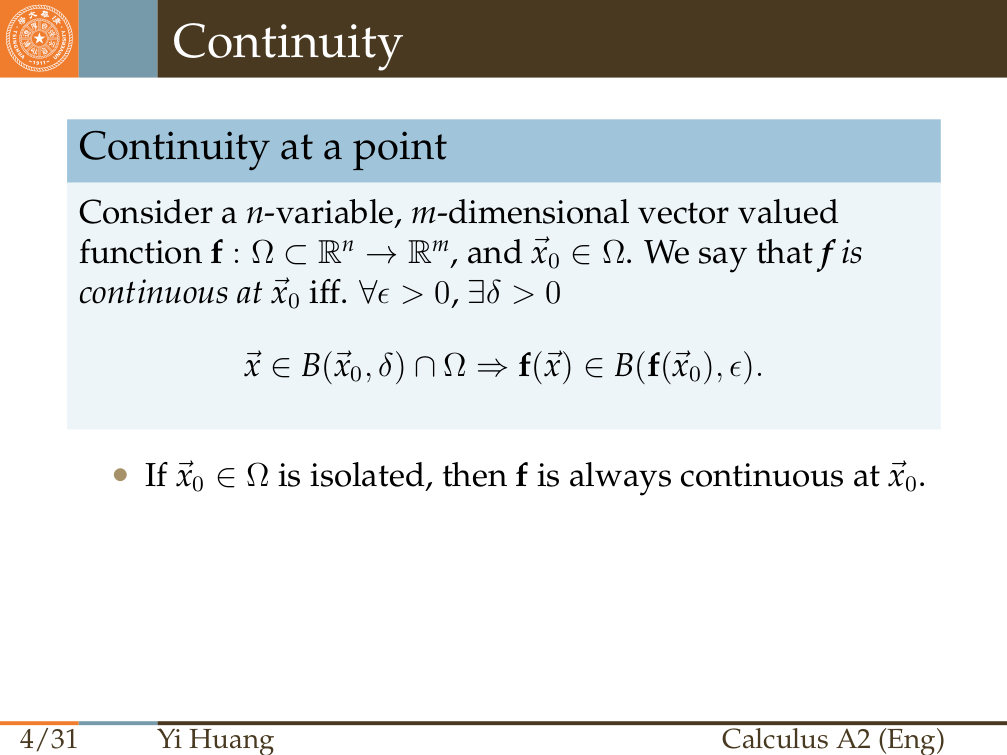 Continuity
Continuity at a point
Consider a n-variable, m-dimensional vector valued
function f : Ω ⊂ ℝⁿ → ℝᵐ, and x⃗₀ ∈ Ω. We say that f is
continuous at x⃗₀ iff. ∀ϵ > 0, ∃δ > 0
x⃗ ∈ B(x⃗₀, δ) ∩ Ω ⇒ f(x⃗) ∈ B(f(x⃗₀), ϵ).
• If x⃗₀ ∈ Ω is isolated, then f is always continuous at x⃗₀.
4/31 Yi Huang Calculus A2 (Eng)